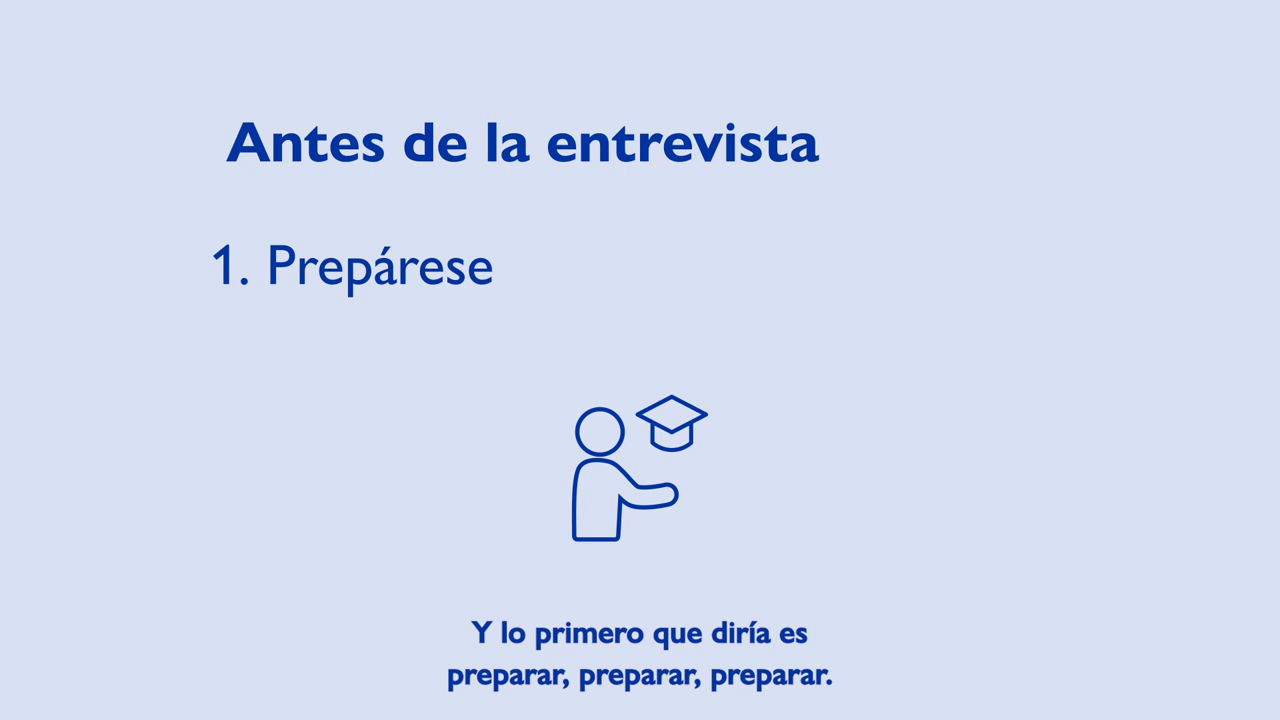 Antes de la entrevista
1. Prepárese
Y lo primero que diría es
preparar, preparar, preparar.